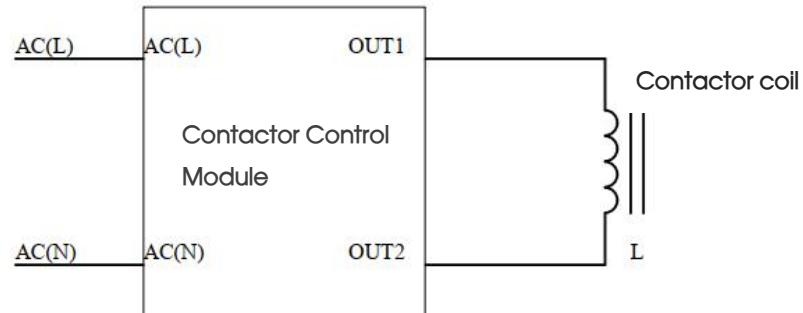 AC(L) AC(L) OUT1
Contactor coil
Contactor Control
Module
AC(N) AC(N) OUT2 L